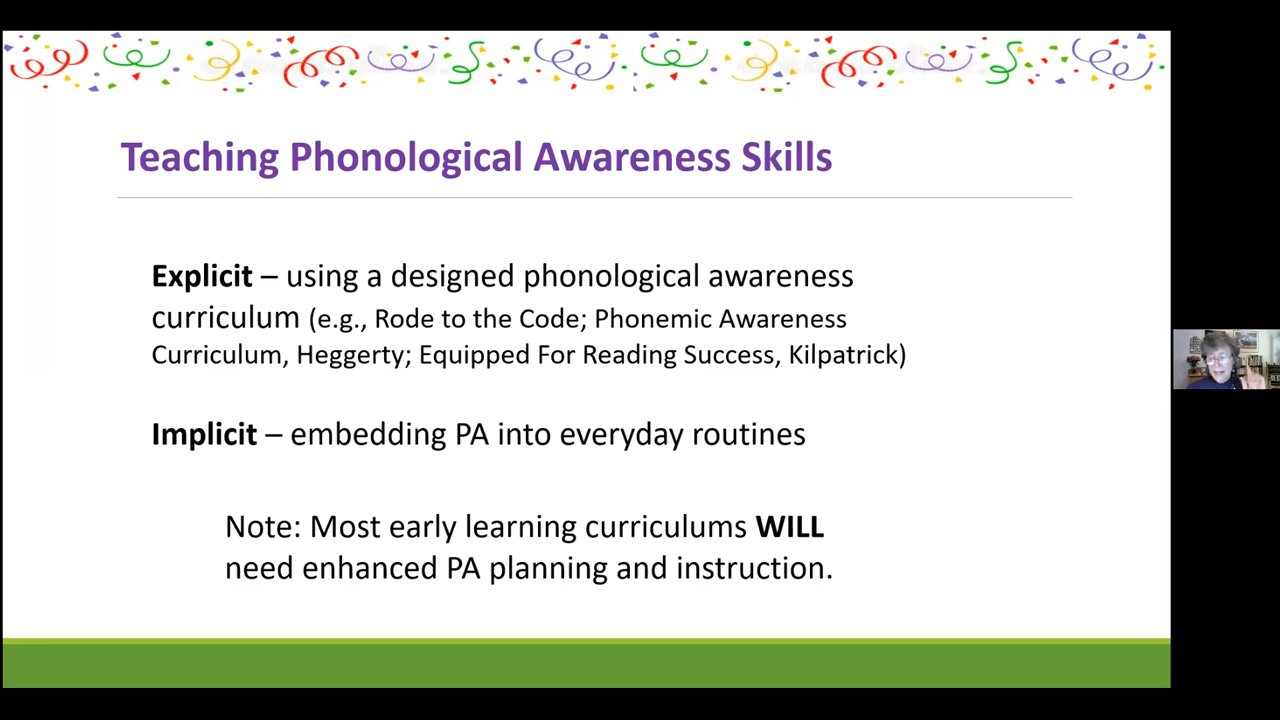 Teaching Phonological Awareness Skills
Explicit – using a designed phonological awareness
curriculum (e.g., Rode to the Code; Phonemic Awareness
Curriculum, Heggerty; Equipped For Reading Success, Kilpatrick)
Implicit – embedding PA into everyday routines
Note: Most early learning curriculums WILL
need enhanced PA planning and instruction.